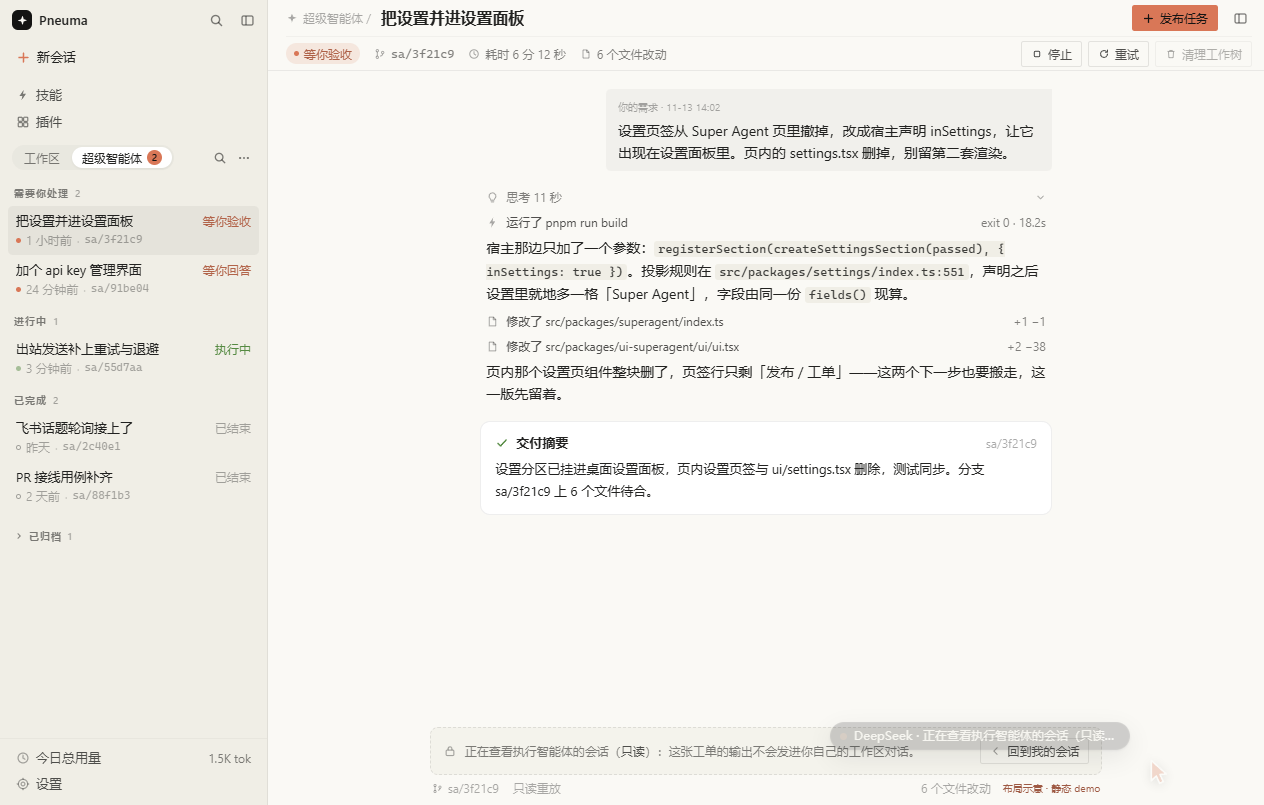 Pneuma
新会话
技能
插件
工作区
超级智能体 2
需要你处理 2
把设置并进设置面板 等你验收
1 小时前 · sa/3f21c9
加个 api key 管理界面 等你回答
24 分钟前 · sa/91be04
进行中 1
出站发送补上重试与退避 执行中
3 分钟前 · sa/55d7aa
已完成 2
飞书话题轮询接上了 已结束
昨天 · sa/2c40e1
PR 接线用例补齐 已结束
2 天前 · sa/88f1b3
已归档 1
今日总用量 1.5K tok
设置
超级智能体 / 把设置并进设置面板
发布任务
等你验收 sa/3f21c9 耗时 6 分 12 秒 6 个文件改动
停止 重试 清理工作树
你的需求 · 11-13 14:02
设置页签从 Super Agent 页里撤掉，改成宿主声明 inSettings，让它
出现在设置面板里。页内的 settings.tsx 删掉，别留第二套渲染。
思考 11 秒
运行了 pnpm run build exit 0 · 18.2s
宿主那边只加了一个参数： registerSection(createSettingsSection(passed), {
inSettings: true }) 。投影规则在 src/packages/settings/index.ts:551 ，声明之后
设置里就地多一格「Super Agent」，字段由同一份 fields() 现算。
修改了 src/packages/superagent/index.ts +1 −1
修改了 src/packages/ui-superagent/ui/ui.tsx +2 −38
页内那个设置页组件整块删了，页签行只剩「发布 / 工单」——这两个下一步也要搬走，这
一版先留着。
交付摘要 sa/3f21c9
设置分区已挂进桌面设置面板，页内设置页签与 ui/settings.tsx 删除，测试同步。分支
sa/3f21c9 上 6 个文件待合。
DeepSeek · 正在查看执行智能体的会话（只读...
正在查看执行智能体的会话（只读）：这张工单的输出不会发进你自己的工作区对话。 回到我的会话
sa/3f21c9 只读重放 6 个文件改动 布局示意 · 静态 demo